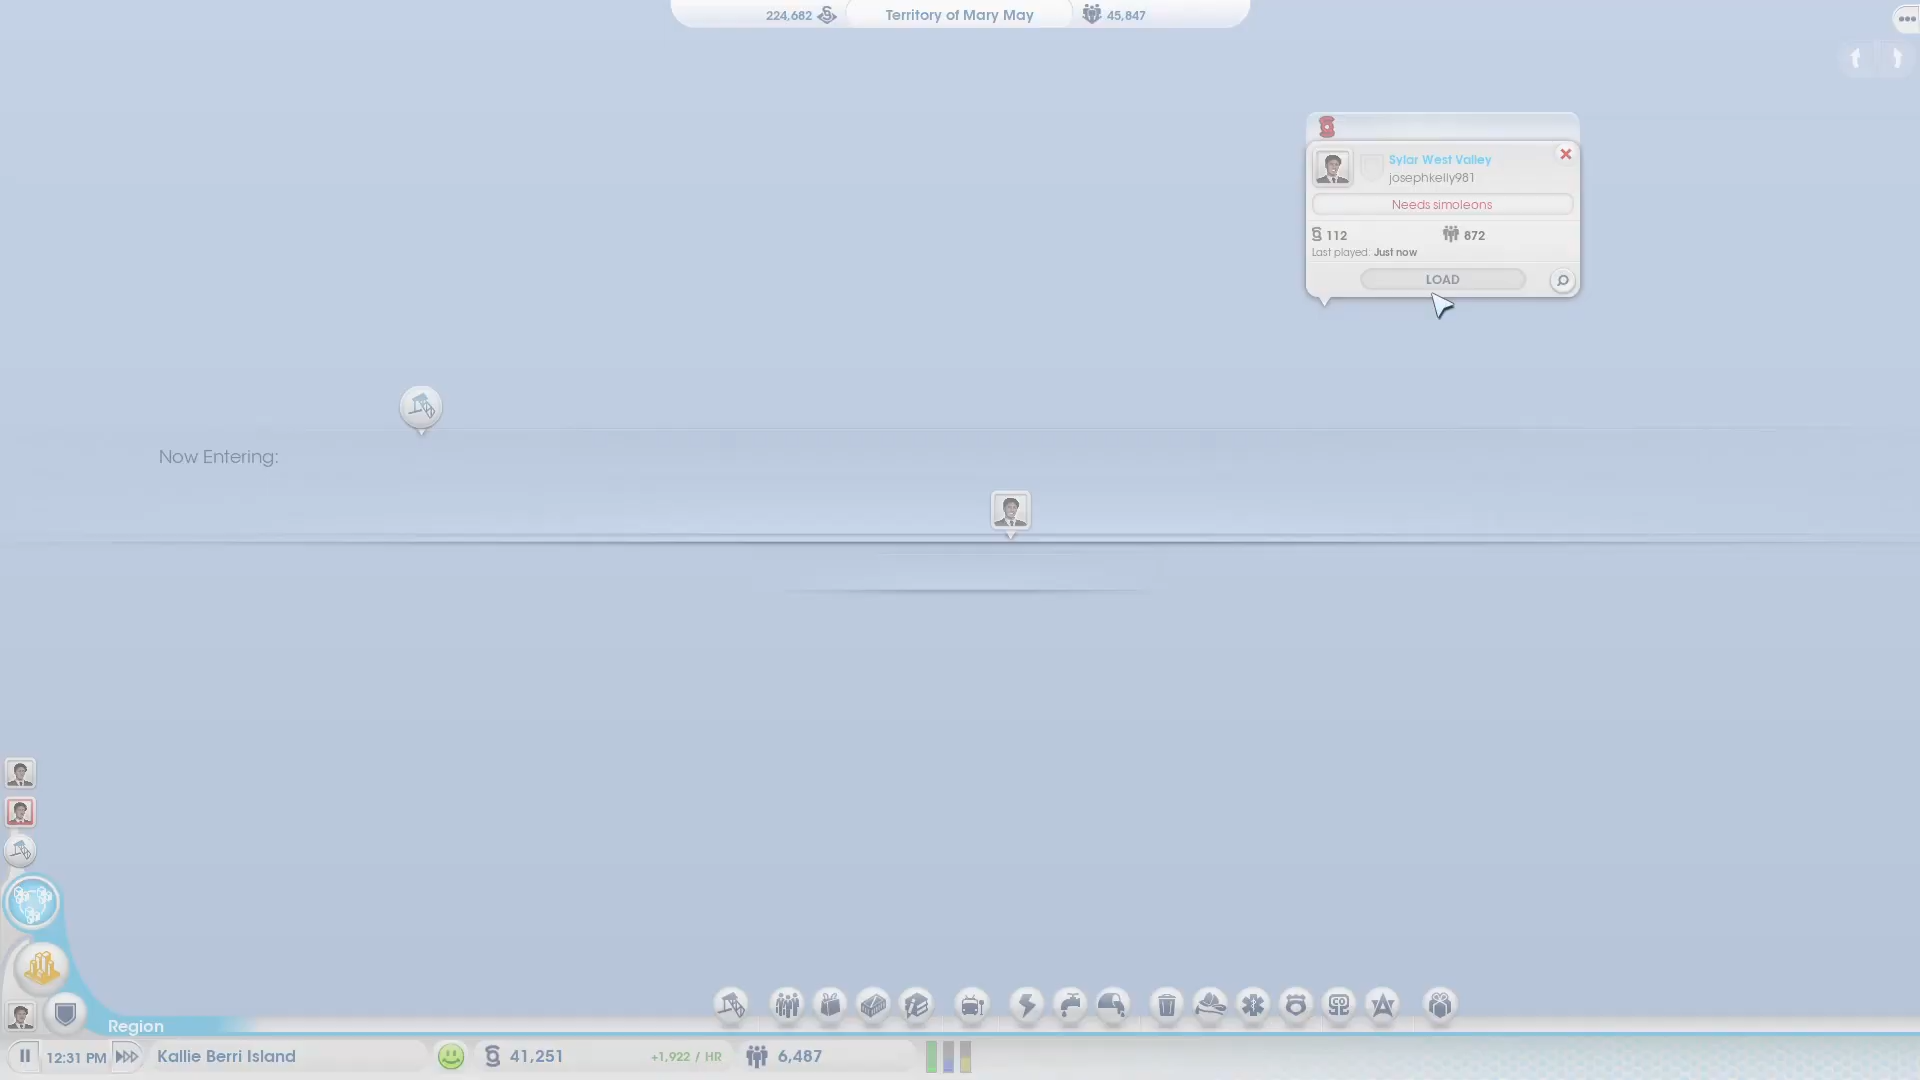 224,682
Territory of Mary May
45,847
Sylar West Valley
josephkelly981
Needs simoleons
112
872
Last played: Just now
LOAD
Now Entering:
Region
12:31 PM
Kallie Berri Island
41,251
+1,922 / HR
6,487